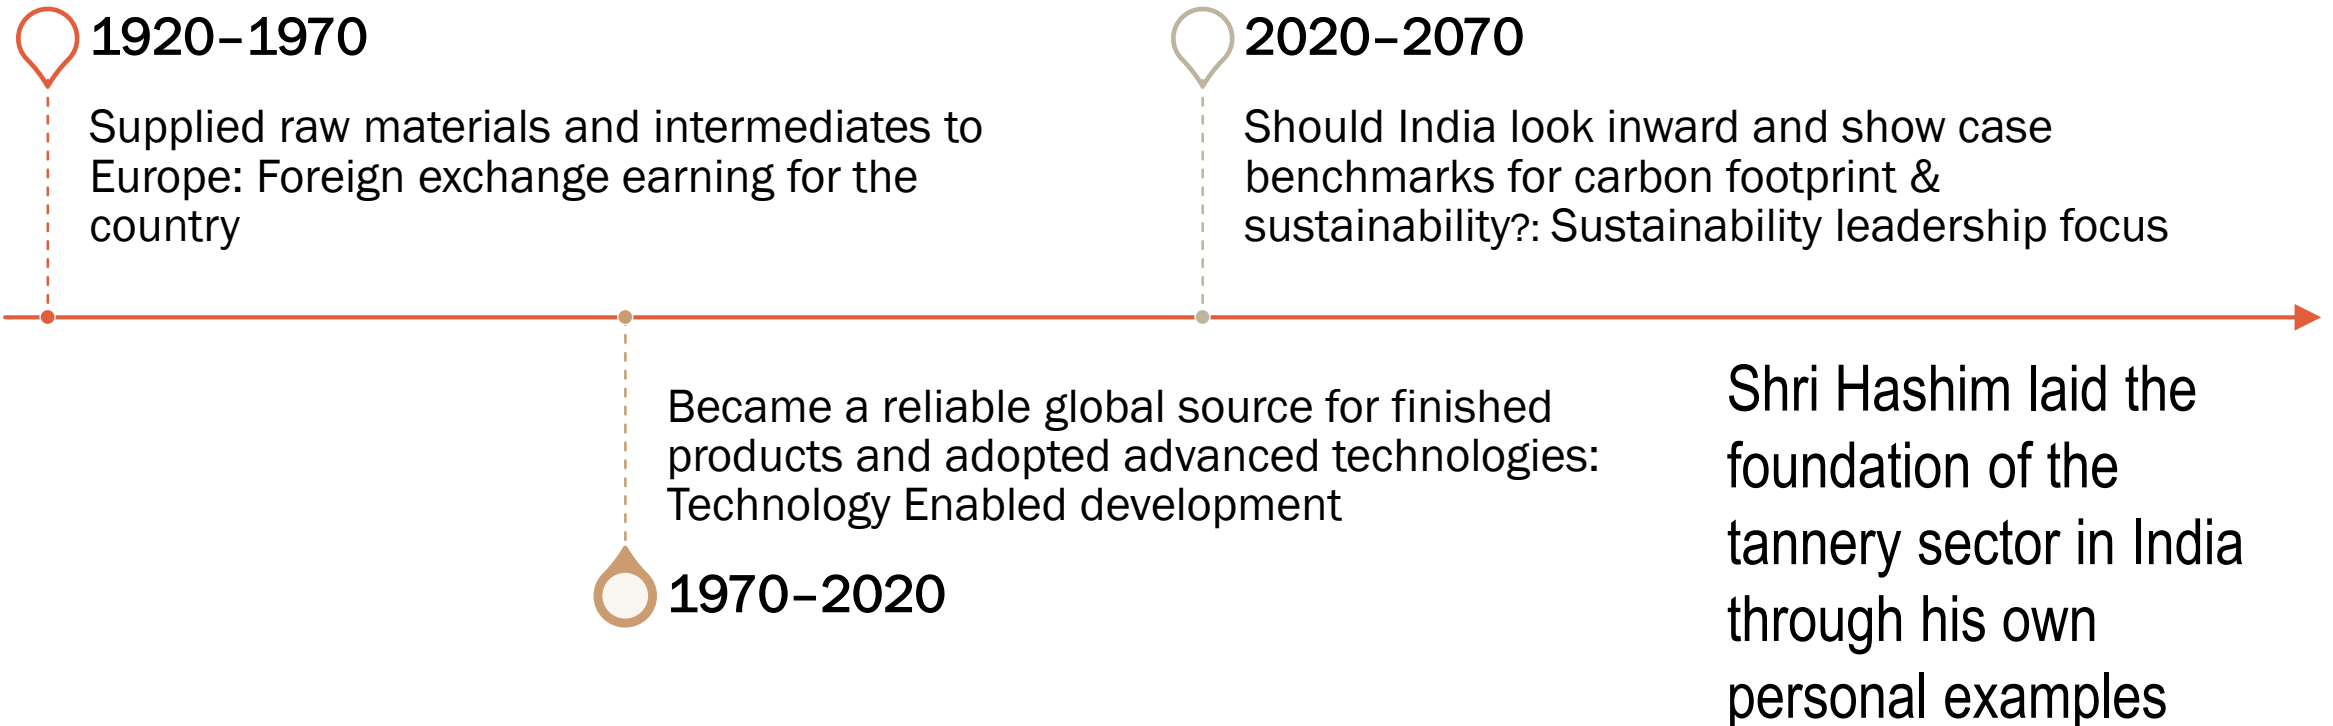 1920–1970
Supplied raw materials and intermediates to
Europe: Foreign exchange earning for the
country
2020–2070
Should India look inward and show case
benchmarks for carbon footprint &
sustainability?: Sustainability leadership focus
Became a reliable global source for finished
products and adopted advanced technologies:
Technology Enabled development
1970–2020
Shri Hashim laid the
foundation of the
tannery sector in India
through his own
personal examples